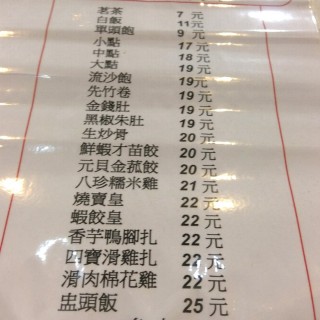 茗茶 7 元
白飯 11元
車頭飽 9 元
小點 17 元
中點 18 元
大點 19 元
流沙飽 19 元
先竹卷 19 元
金錢肚 19 元
黑椒朱肚 19 元
生炒骨 20 元
鮮蝦才苗餃 20 元
元貝金菰餃 20 元
八珍糯米雞 21 元
燒賣皇 22 元
蝦餃皇 22 元
香芋鴨腳扎 22 元
四寶滑雞扎 22 元
滑肉棉花雞 22 元
盅頭飯 25 元